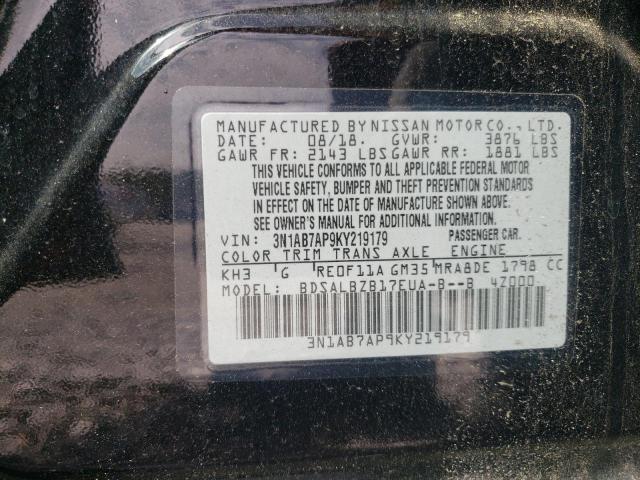 MANUFACTURED BY NISSAN MOTOR CO., LTD.
DATE: 08/18. GVWR: 3876 LBS
GAWR FR: 2143 LBS GAWR RR: 1881 LBS
THIS VEHICLE CONFORMS TO ALL APPLICABLE FEDERAL MOTOR
VEHICLE SAFETY, BUMPER AND THEFT PREVENTION STANDARDS
IN EFFECT ON THE DATE OF MANUFACTURE SHOWN ABOVE.
SEE OWNER'S MANUAL FOR ADDITIONAL INFORMATION.
VIN: 3N1AB7AP9KY219179 PASSENGER CAR.
COLOR TRIM TRANS AXLE ENGINE
KH3 G RE0F11A GM35 MRA8DE 1798 CC
MODEL: BDSALBZB17EUA-B--B 4Z000
3N1AB7AP9KY219179